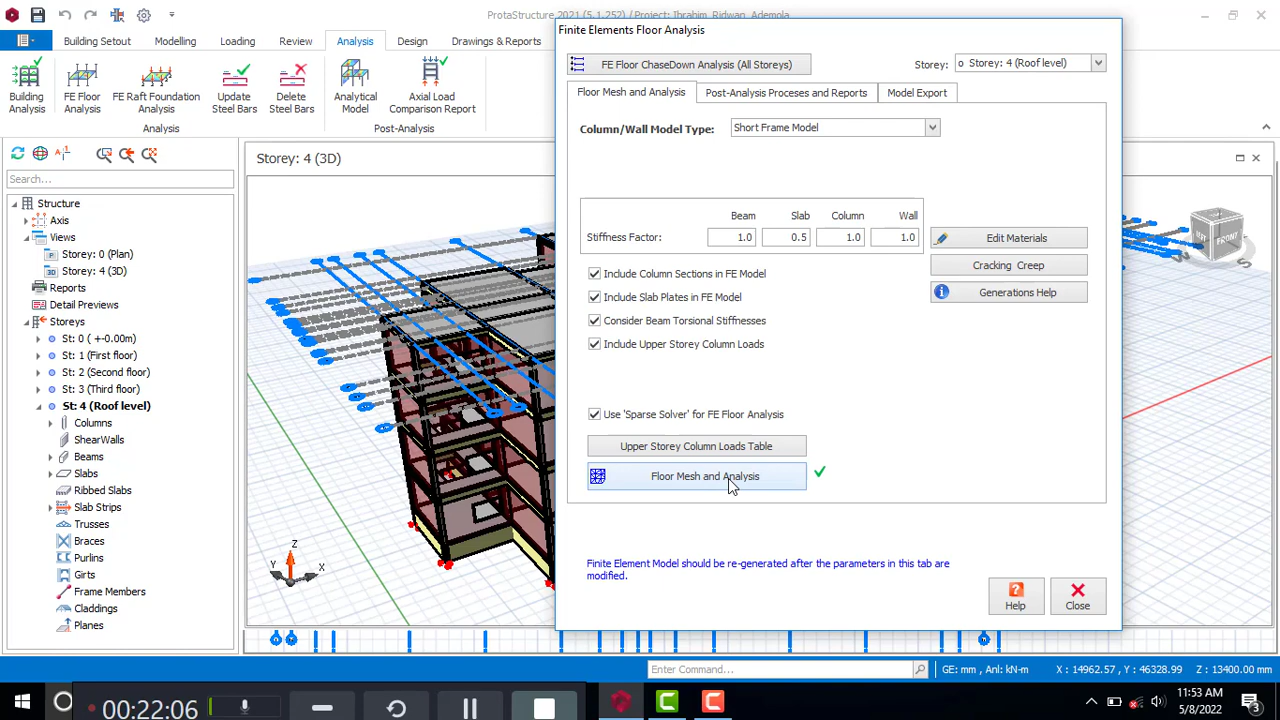 ProtaStructure 2021 (5.1.252) | Project: Ibrahim, Ridwan, Ademola
Finite Elements Floor Analysis
Building Setout
Modelling
Loading
Review
Analysis
Design
Drawings & Reports
Building Analysis
FE Floor Analysis
FE Raft Foundation Analysis
Update Steel Bars
Delete Steel Bars
Analytical Model
Axial Load Comparison Report
Analysis
Post-Analysis
Search...
Structure
Axis
Views
Storey: 0 (Plan)
Storey: 4 (3D)
Reports
Detail Previews
Storeys
St: 0 ( +-0.00m)
St: 1 (First floor)
St: 2 (Second floor)
St: 3 (Third floor)
St: 4 (Roof level)
Columns
ShearWalls
Beams
Slabs
Ribbed Slabs
Slab Strips
Trusses
Braces
Purlins
Girts
Frame Members
Claddings
Planes
Storey: 4 (3D)
Z
Y
X
FE Floor ChaseDown Analysis (All Storeys)
Storey:
o Storey: 4 (Roof level)
Floor Mesh and Analysis
Post-Analysis Proceses and Reports
Model Export
Column/Wall Model Type:
Short Frame Model
Beam Slab Column Wall
Stiffness Factor: 1.0 0.5 1.0 1.0
Edit Materials
Cracking Creep
Generations Help
Include Column Sections in FE Model
Include Slab Plates in FE Model
Consider Beam Torsional Stiffnesses
Include Upper Storey Column Loads
Use 'Sparse Solver' for FE Floor Analysis
Upper Storey Column Loads Table
Floor Mesh and Analysis
Finite Element Model should be re-generated after the parameters in this tab are
modified.
Help
Close
FRONT
S
Enter Command...
GE: mm, Anl: kN-m
X : 14962.57, Y : 46328.99
Z : 13400.00 mm
00:22:06
11:53 AM
5/8/2022
3